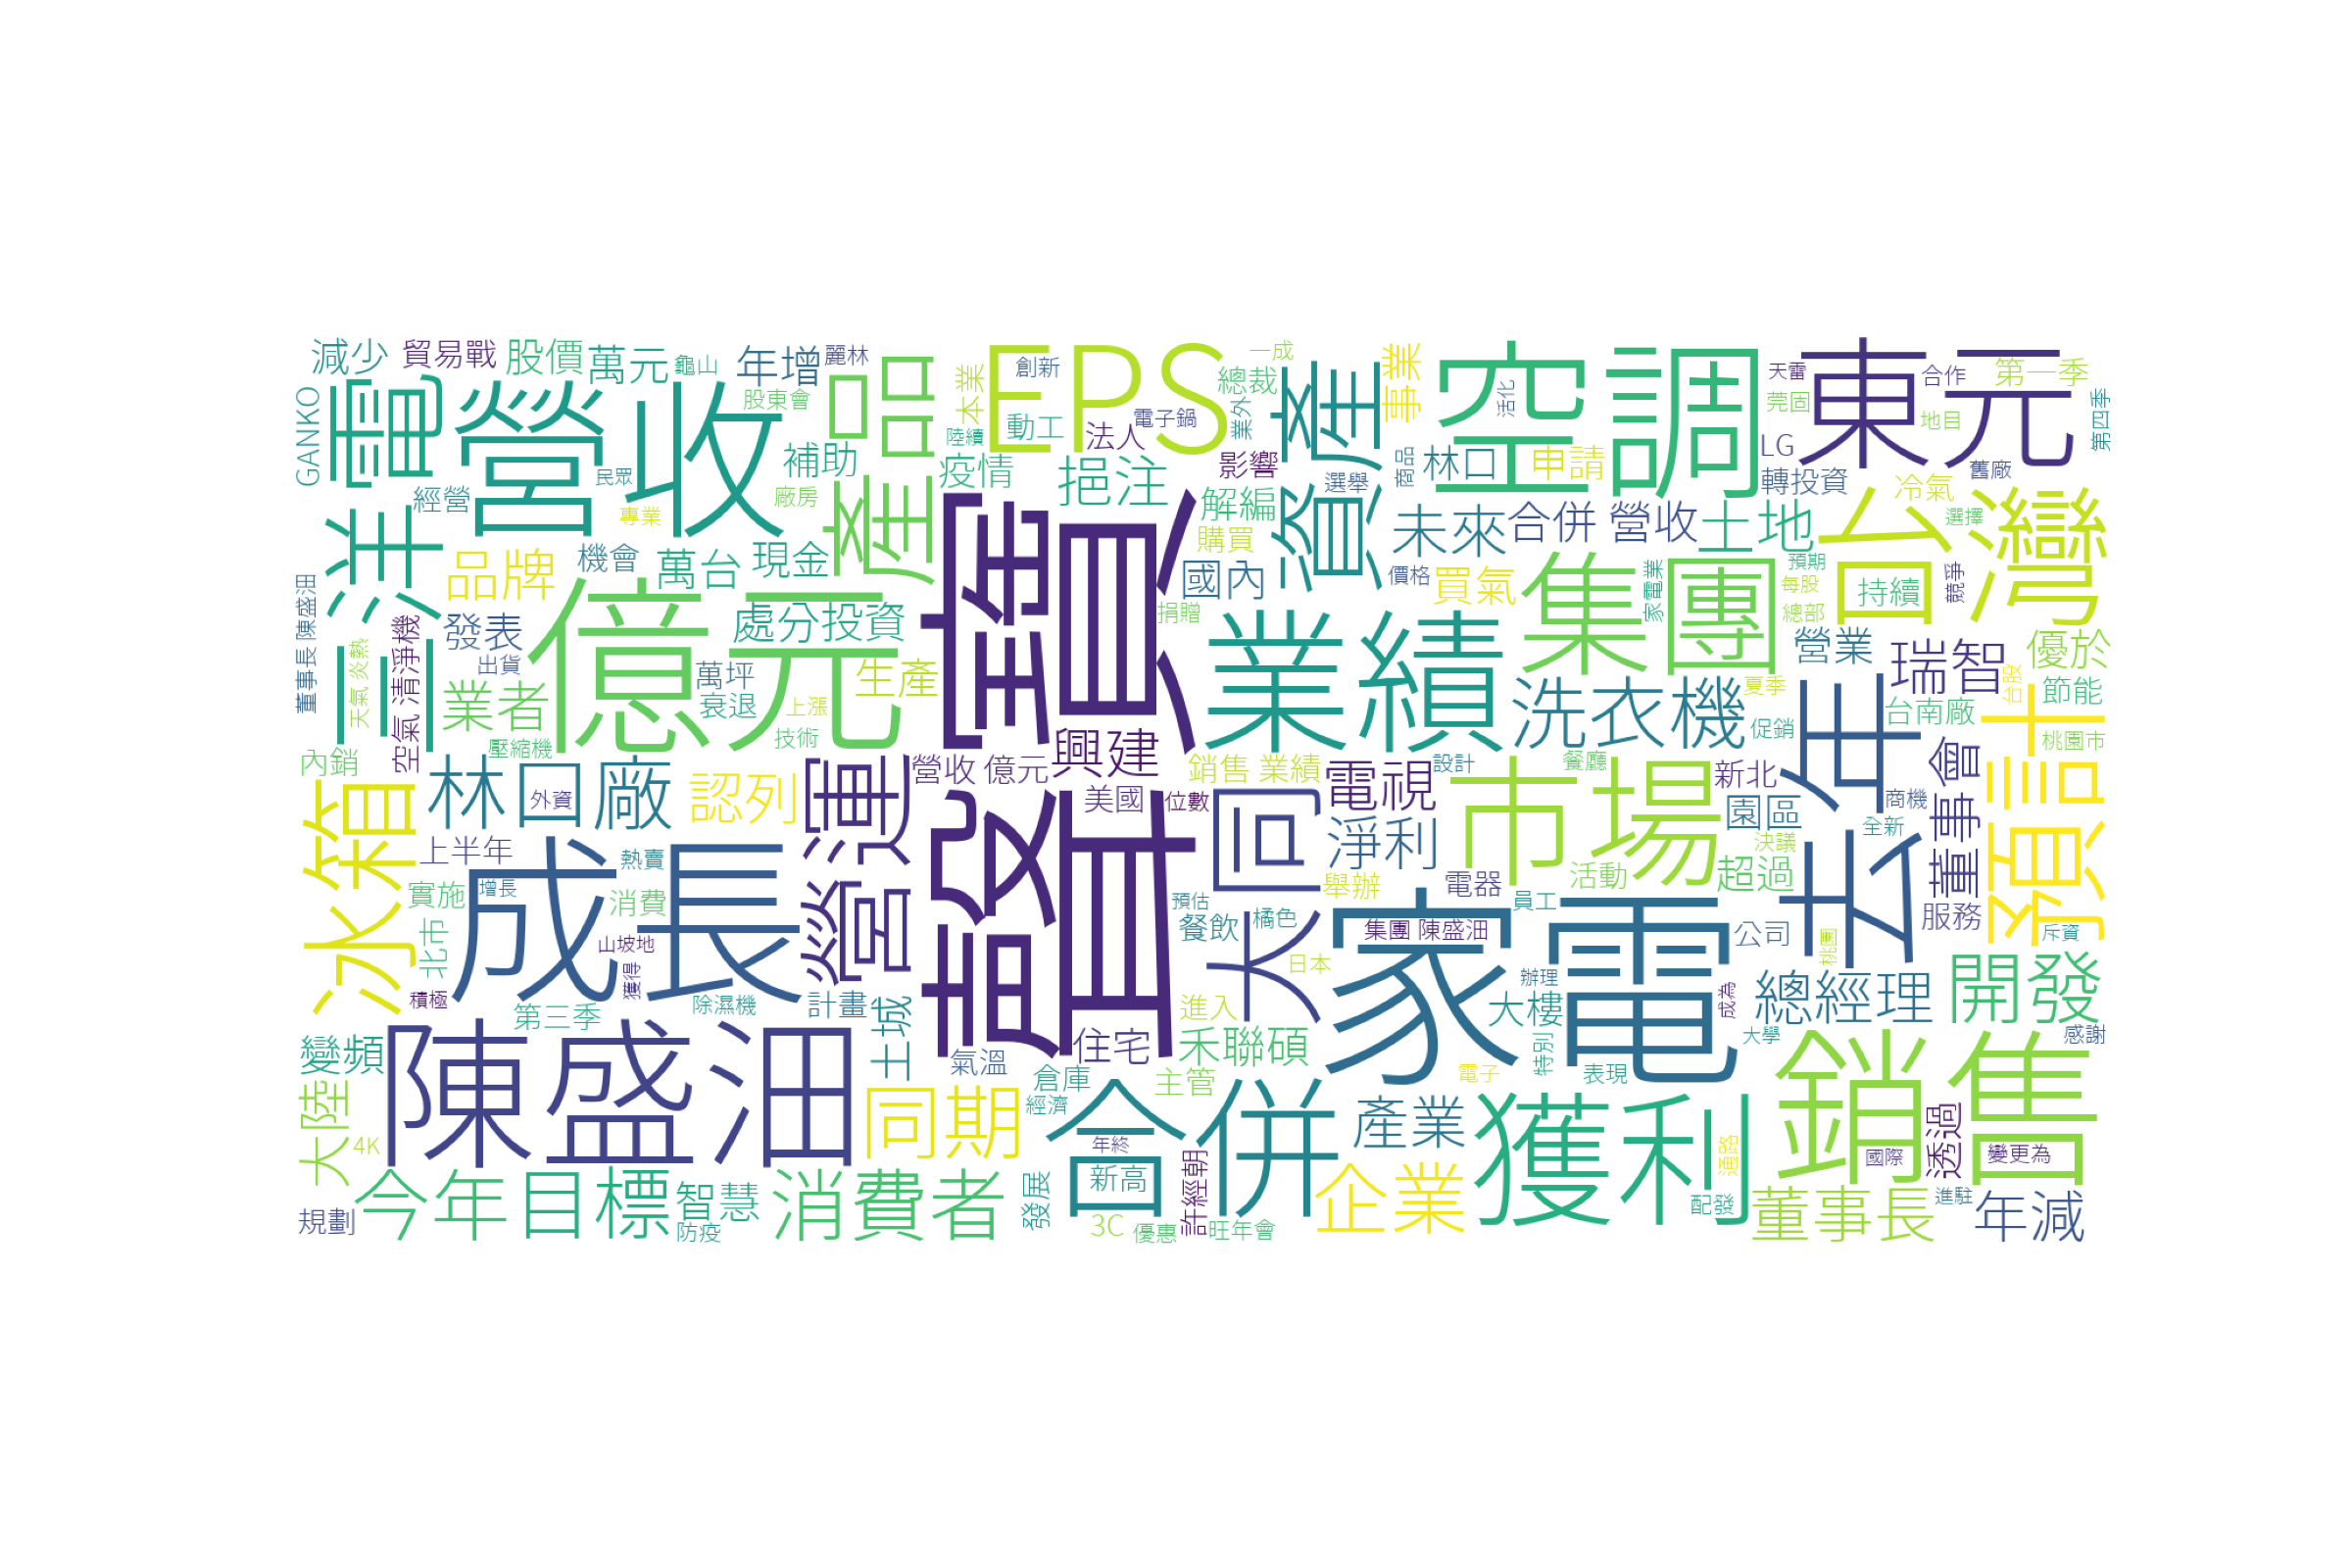 減少
貿易戰
股價
萬元
龜山
年增
麗林
EPS
創新
一成
總裁
事業
空調
東元
天雷
合作
第一季
第四季
GANKO
三洋電
營收
民眾
經營
專業
股東會
補助
廠房
產品
本業
陸續
疫情
動工
法人
電子鍋
挹注
業外
影響
解編
購買
資產
選舉
活化
商區
林口
申請
LG
莞固
地目
轉投資
舊廠
冷氣
選擇
台灣
品牌
機會
萬台
現金
聲寶
國內
未來
合併 營收
土地
價格
買氣
集團
家電業
預期
每股
總部
競爭
持續
董事長 陳盛沺
天氣 炎熱
空氣 清淨機
發表
出貨
業者
壓縮機
億元
處分投資
萬坪
衰退
上漲
技術
生產
捐贈
業績
洗衣機
夏季
促銷
營業
瑞智
台南廠
優於
台股
節能
桃園市
內銷
冰箱
林口廠
外資
認列
營運
營收 億元
興建
美國
位數
銷售 業績
電視
設計
餐廳
市場
新北
園區
去年
商機
全新
決議
董事會
預計
上半年
實施
熱賣
增長
消費
成長
北市
積極
山坡地
獲得
第三季
除濕機
計畫
土城
大同
淨利
舉辦
電器
活動
超過
預估
餐飲
橘色
日本
集團 陳盛沺
員工
公司
桃園
服務
斥資
家電
進入
辦理
大樓
成為
大學
總經理
開發
感謝
變頻
大陸
4K
陳盛沺
同期
氣溫
住宅
倉庫
經濟
禾聯碩
主管
電子
特別
表現
銷售
今年
目標
規劃
智慧
防疫
消費者
發展
合併
年終
新高
3C
優惠
許經朝
旺年會
產業
企業
獲利
通路
配發
國際
透過
變更為
董事長
進駐
年減